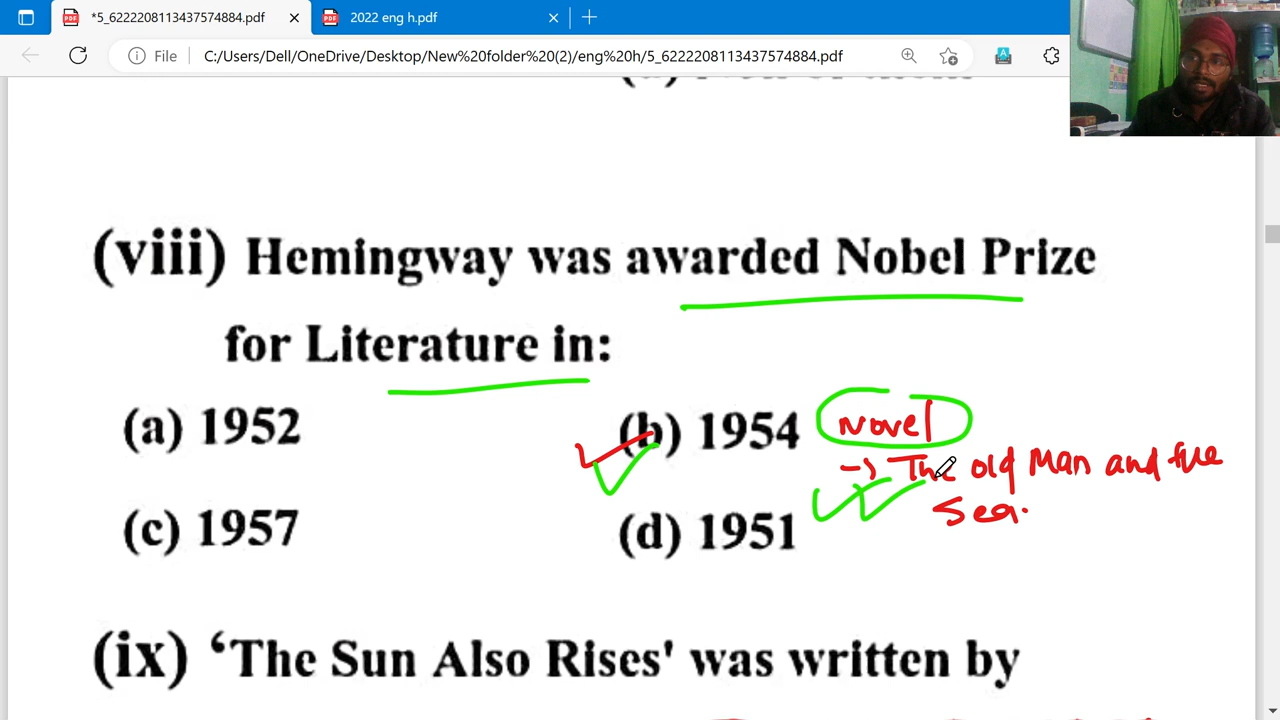 *5_6222208113437574884.pdf
2022 eng h.pdf
File
C:/Users/Dell/OneDrive/Desktop/New%20folder%20(2)/eng%20h/5_6222208113437574884.pdf
(viii) Hemingway was awarded Nobel Prize
for Literature in:
(a) 1952
(b) 1954
Novel
→ The old Man and the
Sea.
(c) 1957
(d) 1951
(ix) ‘The Sun Also Rises' was written by